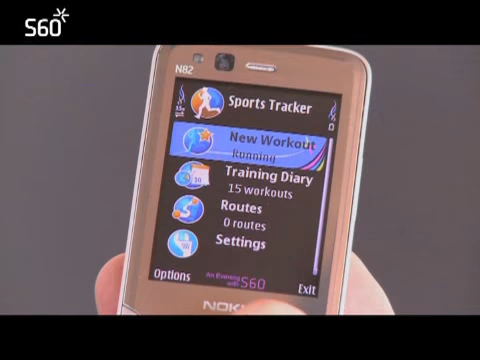 S60
N82
Sports Tracker
New Workout
Running
Training Diary
15 workouts
Routes
0 routes
Settings
An Evening
with S60
Options
Exit